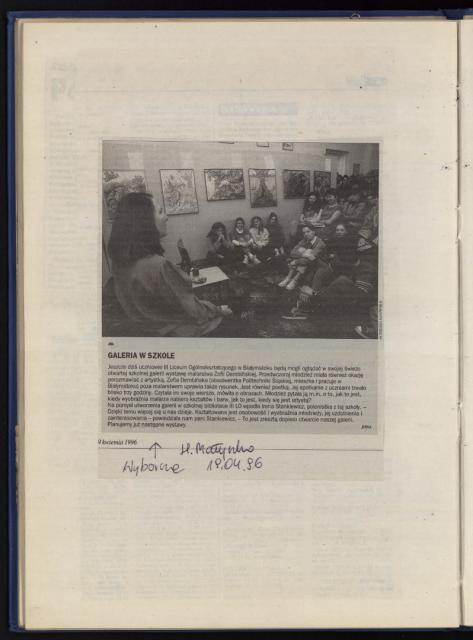 GALERIA W SZKOLE
Jeszcze dziś uczniowie III Liceum Ogólnokształcącego w Białymstoku będą mogli oglądać w swojej świeżo
otwartej szkolnej galerii wystawę malarstwa Zofii Dembińskiej. Przedwczoraj młodzież miała również okazję
porozmawiać z artystką. Zofia Dembińska (absolwentka Politechniki Śląskiej, mieszka i pracuje w
Białymstoku) poza malarstwem uprawia także rysunek. Jest również poetką. Jej spotkanie z uczniami trwało
blisko trzy godziny. Czytała im swoje wiersze, mówiła o obrazach. Młodzież pytała ją m.in. o to, jak to jest,
kiedy wyobraźnia malarza nabiera kształtów i barw, jak to jest, kiedy się jest artystą?
Na pomysł utworzenia galerii w szkolnej bibliotece III LO wpadła Irena Stankiewicz, polonistka z tej szkoły. –
Dzięki temu więcej się u nas dzieje. Kształtowana jest osobowość i wyobraźnia młodzieży, jej uzdolnienia i
zainteresowania – powiedziała nam pani Stankiewicz. – To jest zresztą dopiero otwarcie naszej galerii.
Planujemy już następne wystawy.
9 kwietnia 1996
Wyborcza 19.04.96